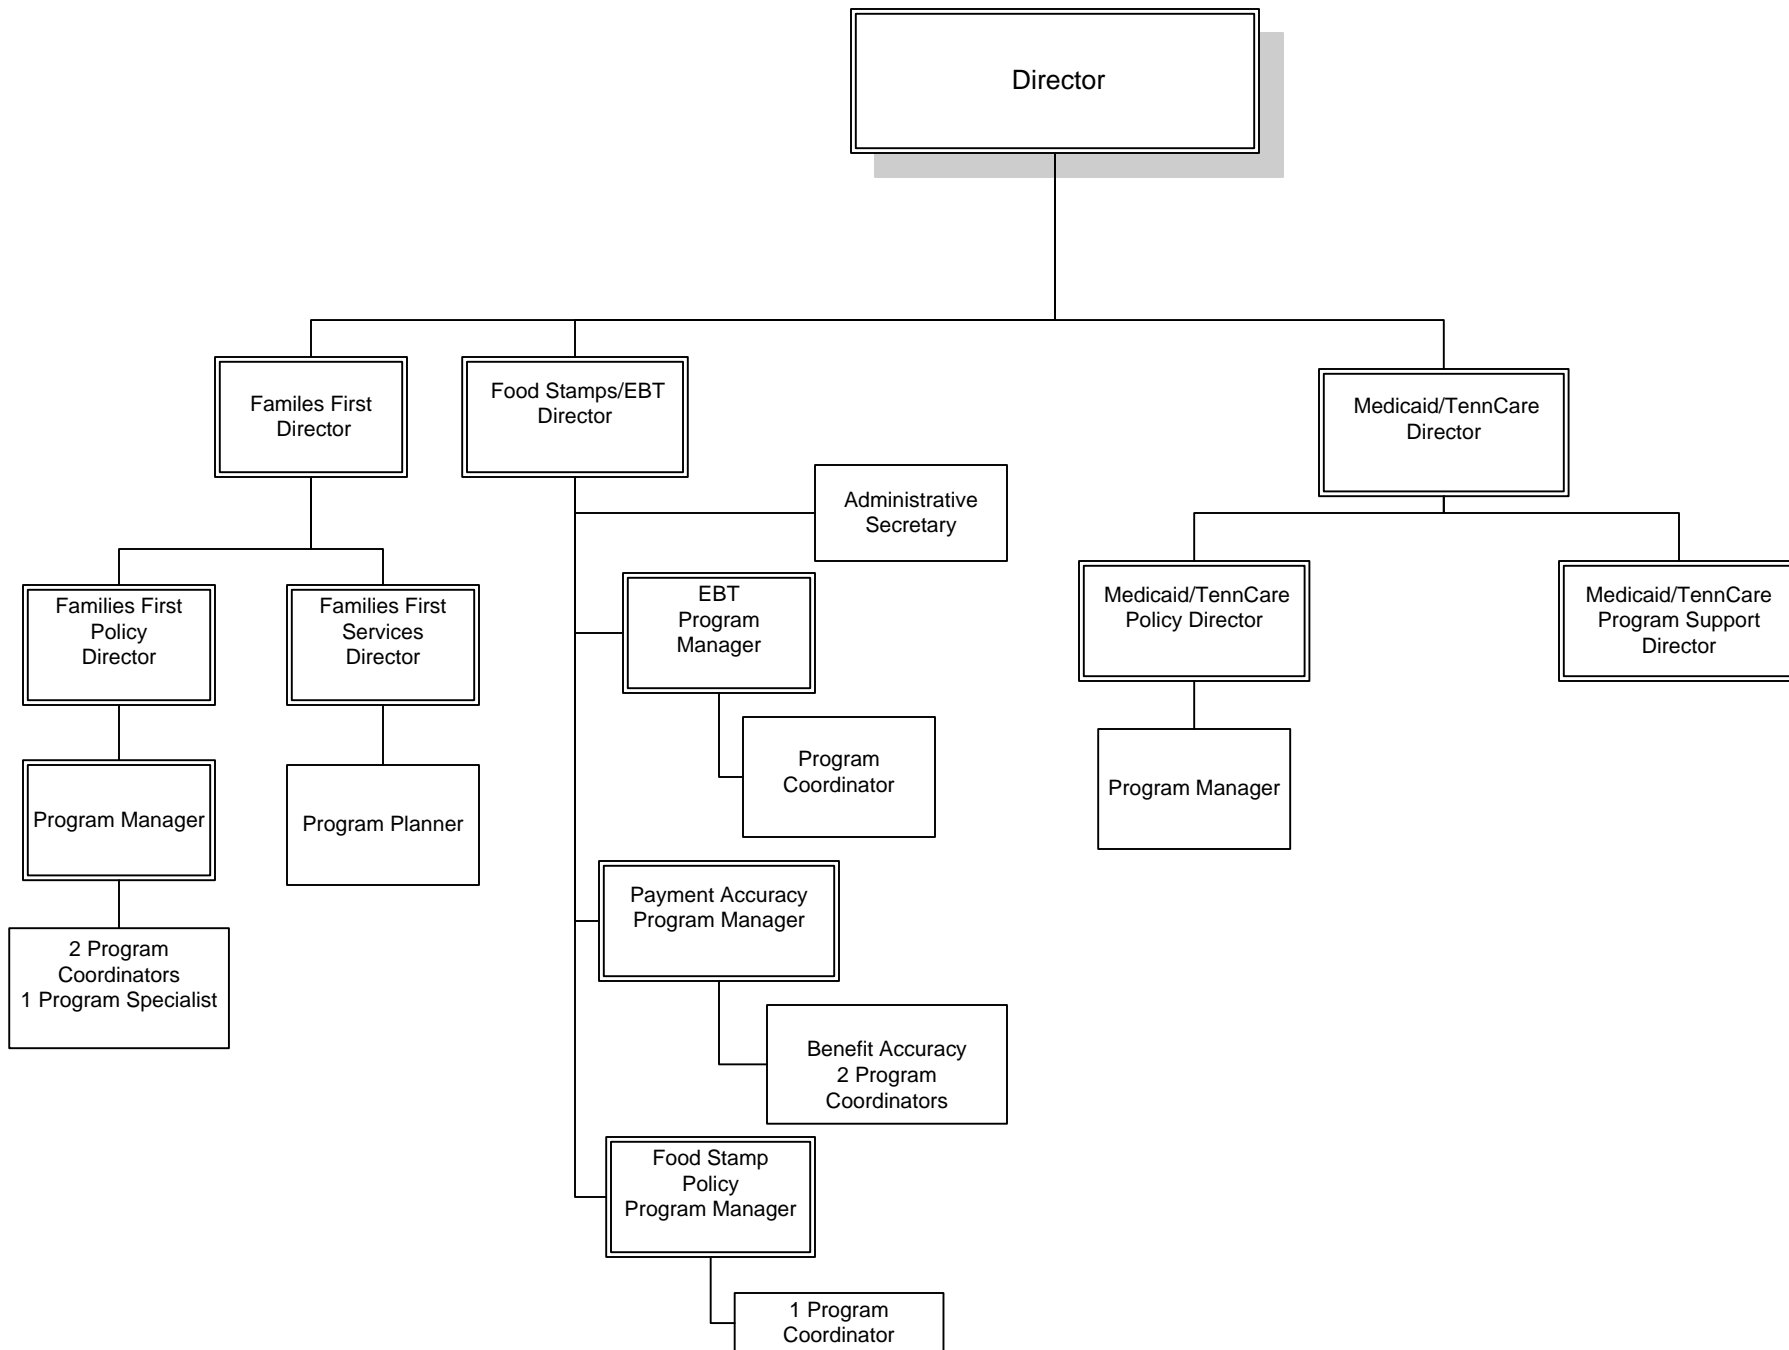 Director
Familes First
Director
Food Stamps/EBT
Director
Medicaid/TennCare
Director
Administrative
Secretary
Families First
Policy
Director
Families First
Services
Director
EBT
Program
Manager
Medicaid/TennCare
Policy Director
Medicaid/TennCare
Program Support
Director
Program Manager
Program Planner
Program
Coordinator
Program Manager
2 Program
Coordinators
1 Program Specialist
Payment Accuracy
Program Manager
Benefit Accuracy
2 Program
Coordinators
Food Stamp
Policy
Program Manager
1 Program
Coordinator